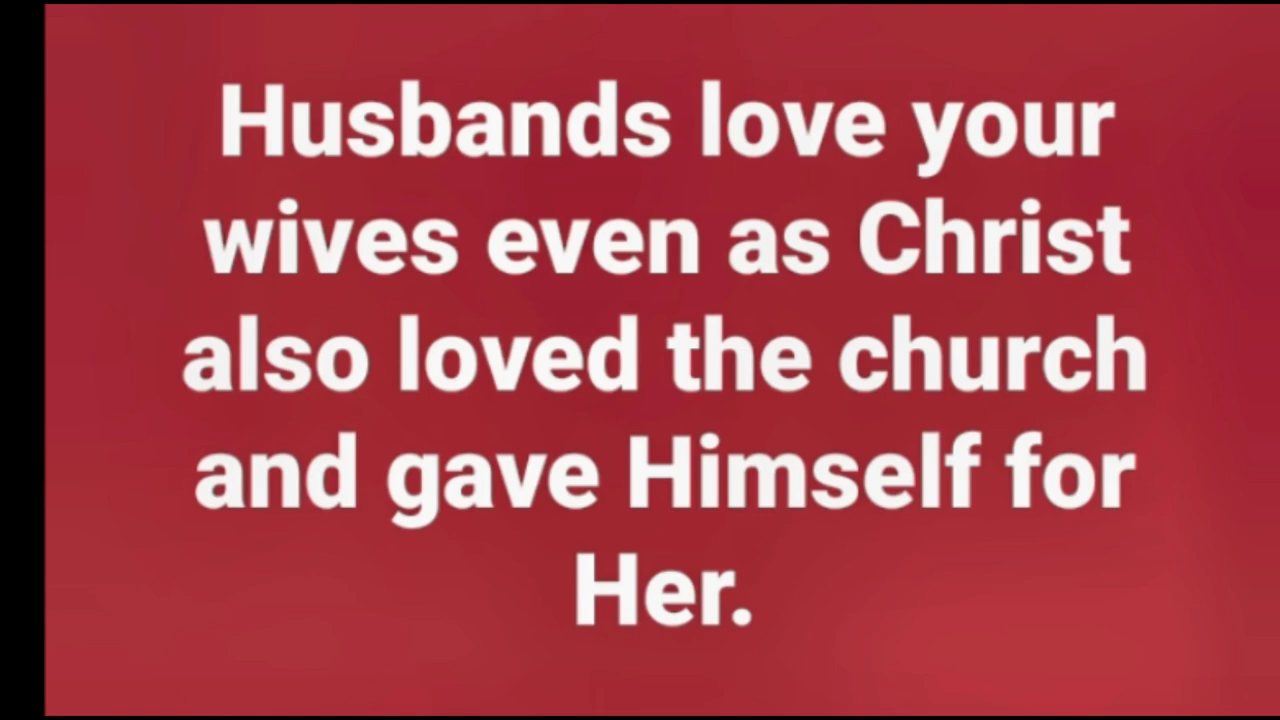 Husbands love your
wives even as Christ
also loved the church
and gave Himself for
Her.